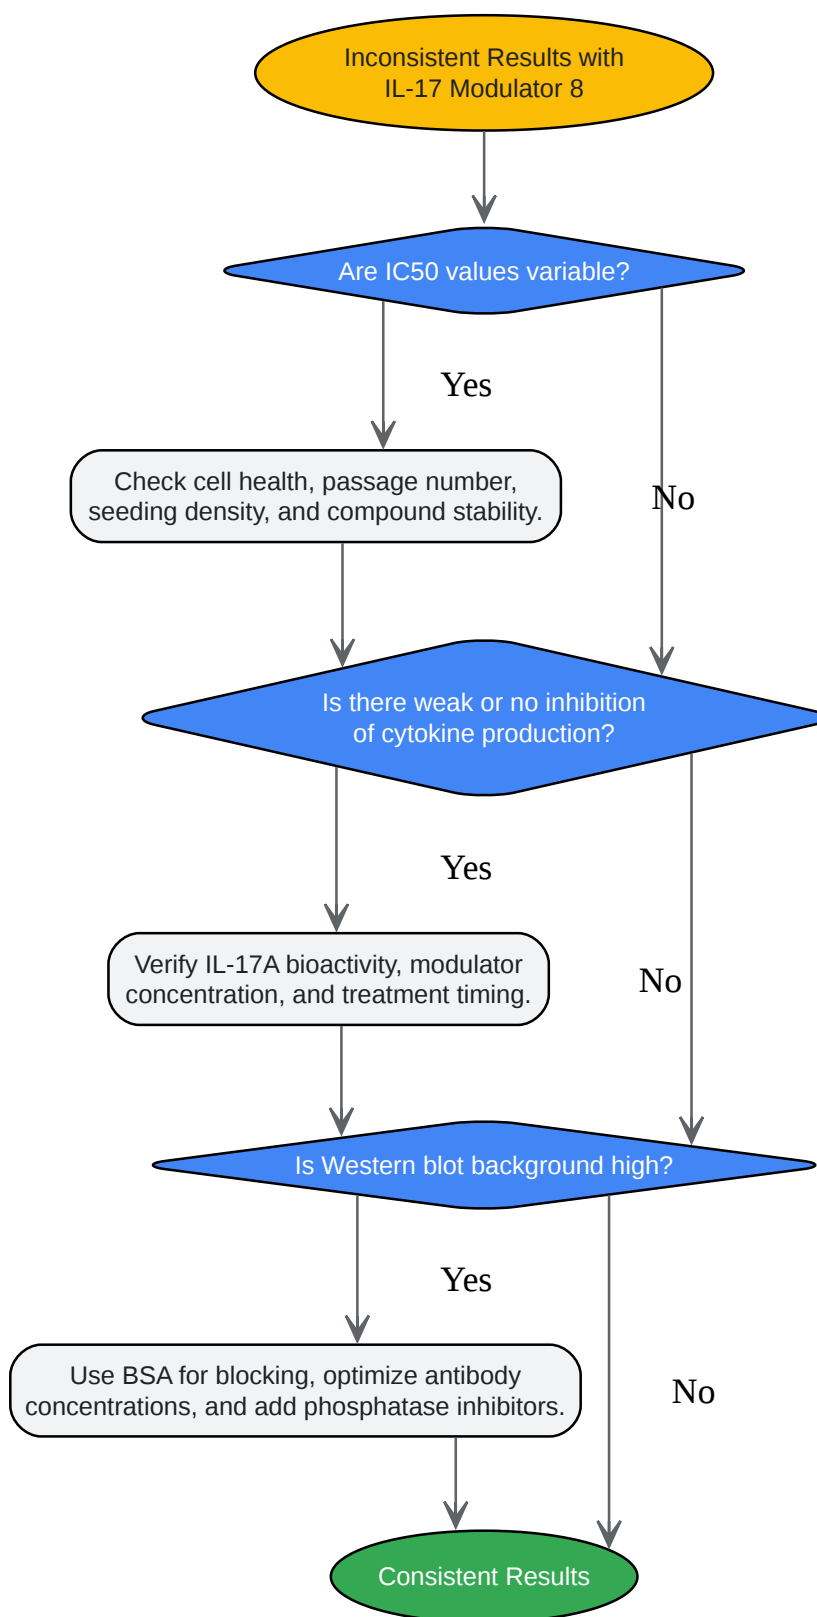 Inconsistent Results with
IL-17 Modulator 8
Are IC50 values variable?
Yes
Check cell health, passage number,
seeding density, and compound stability.
No
Is there weak or no inhibition
of cytokine production?
Yes
Verify IL-17A bioactivity, modulator
concentration, and treatment timing.
No
Is Western blot background high?
Yes
Use BSA for blocking, optimize antibody
concentrations, and add phosphatase inhibitors.
No
Consistent Results